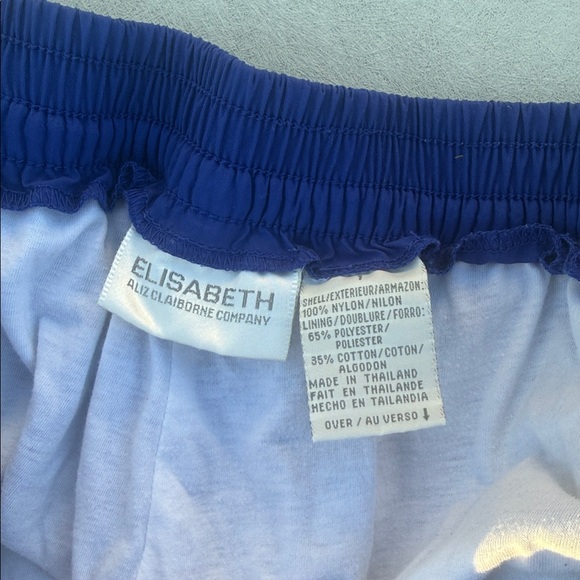 ELISABETH
A LIZ CLAIBORNE COMPANY
SHELL/EXTERIEUR/ARMAZON:
100% NYLON/NILON
LINING/DOUBLURE/FORRO:
65% POLYESTER/
POLIESTER
35% COTTON/COTON/
ALGODON
MADE IN THAILAND
FAIT EN THAILANDE
HECHO EN TAILANDIA
OVER/AU VERSO ↓